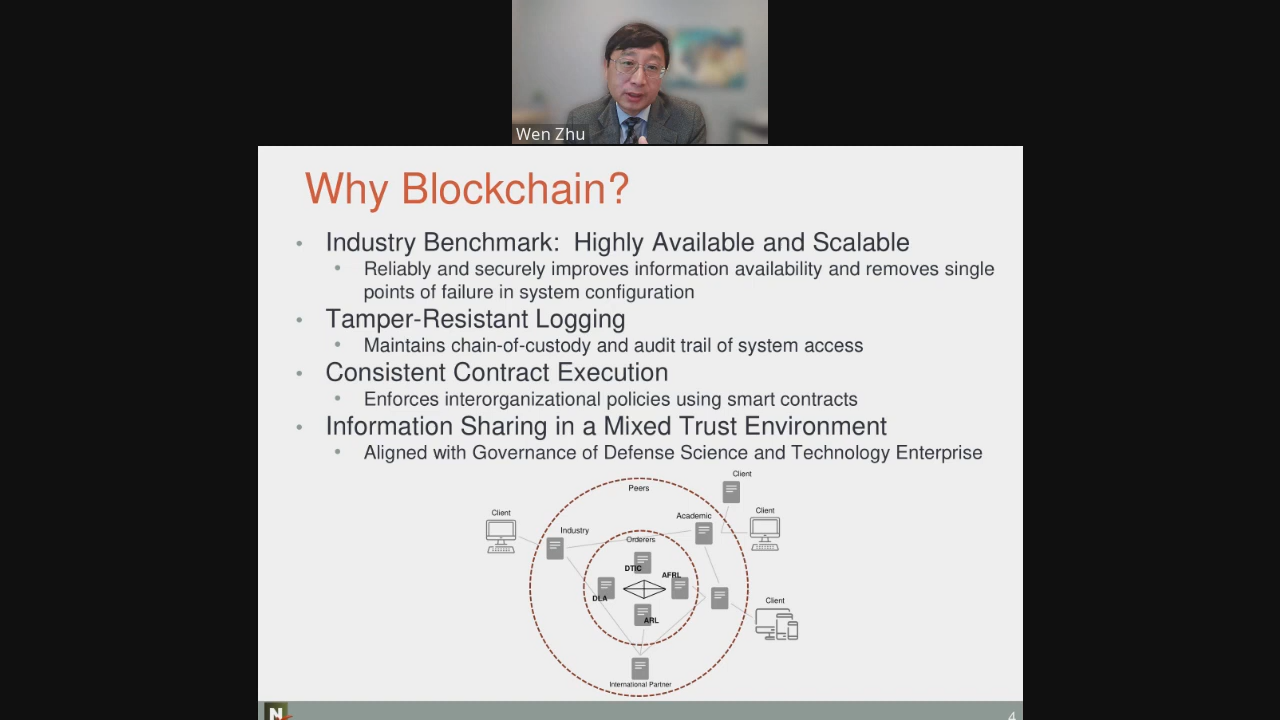 Wen Zhu
Why Blockchain?
• Industry Benchmark:  Highly Available and Scalable
• Reliably and securely improves information availability and removes single
points of failure in system configuration
• Tamper-Resistant Logging
• Maintains chain-of-custody and audit trail of system access
• Consistent Contract Execution
• Enforces interorganizational policies using smart contracts
• Information Sharing in a Mixed Trust Environment
• Aligned with Governance of Defense Science and Technology Enterprise
Client
Peers
Client
Client
Academic
Industry
Orderers
DTIC
AFRL
DLA
Client
ARL
International Partner
N
4